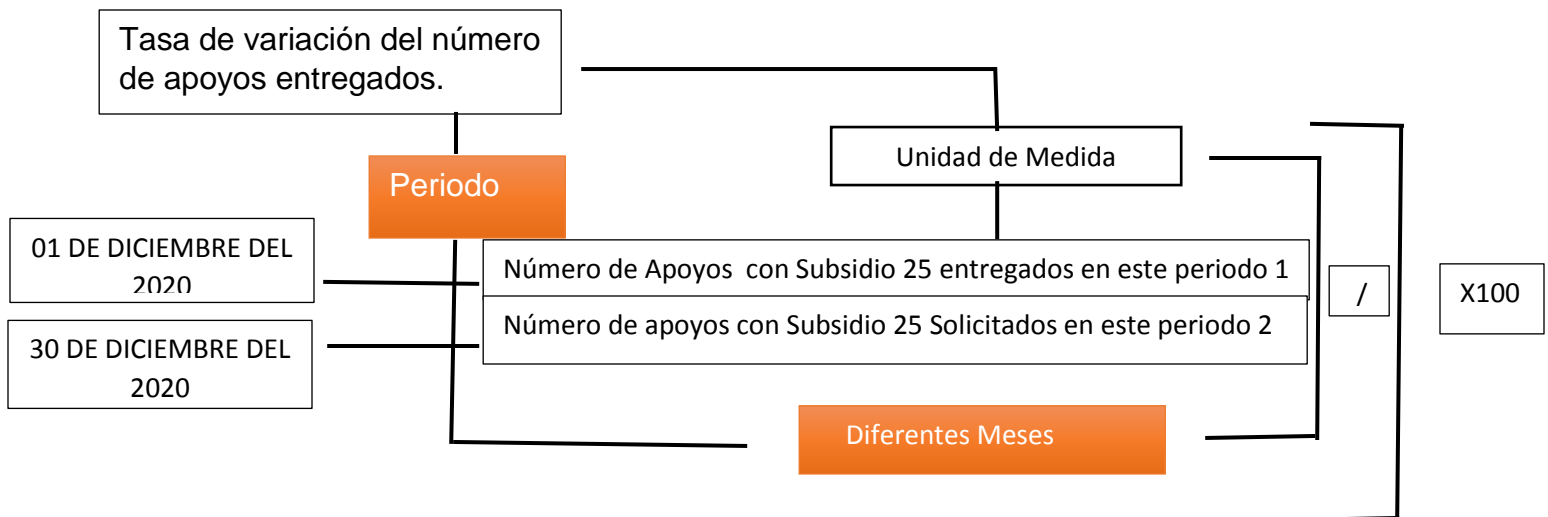 Tasa de variación del número
de apoyos entregados.
Unidad de Medida
Periodo
01 DE DICIEMBRE DEL
2020
Número de Apoyos con Subsidio 25 entregados en este periodo 1
/
X100
Número de apoyos con Subsidio 25 Solicitados en este periodo 2
30 DE DICIEMBRE DEL
2020
Diferentes Meses